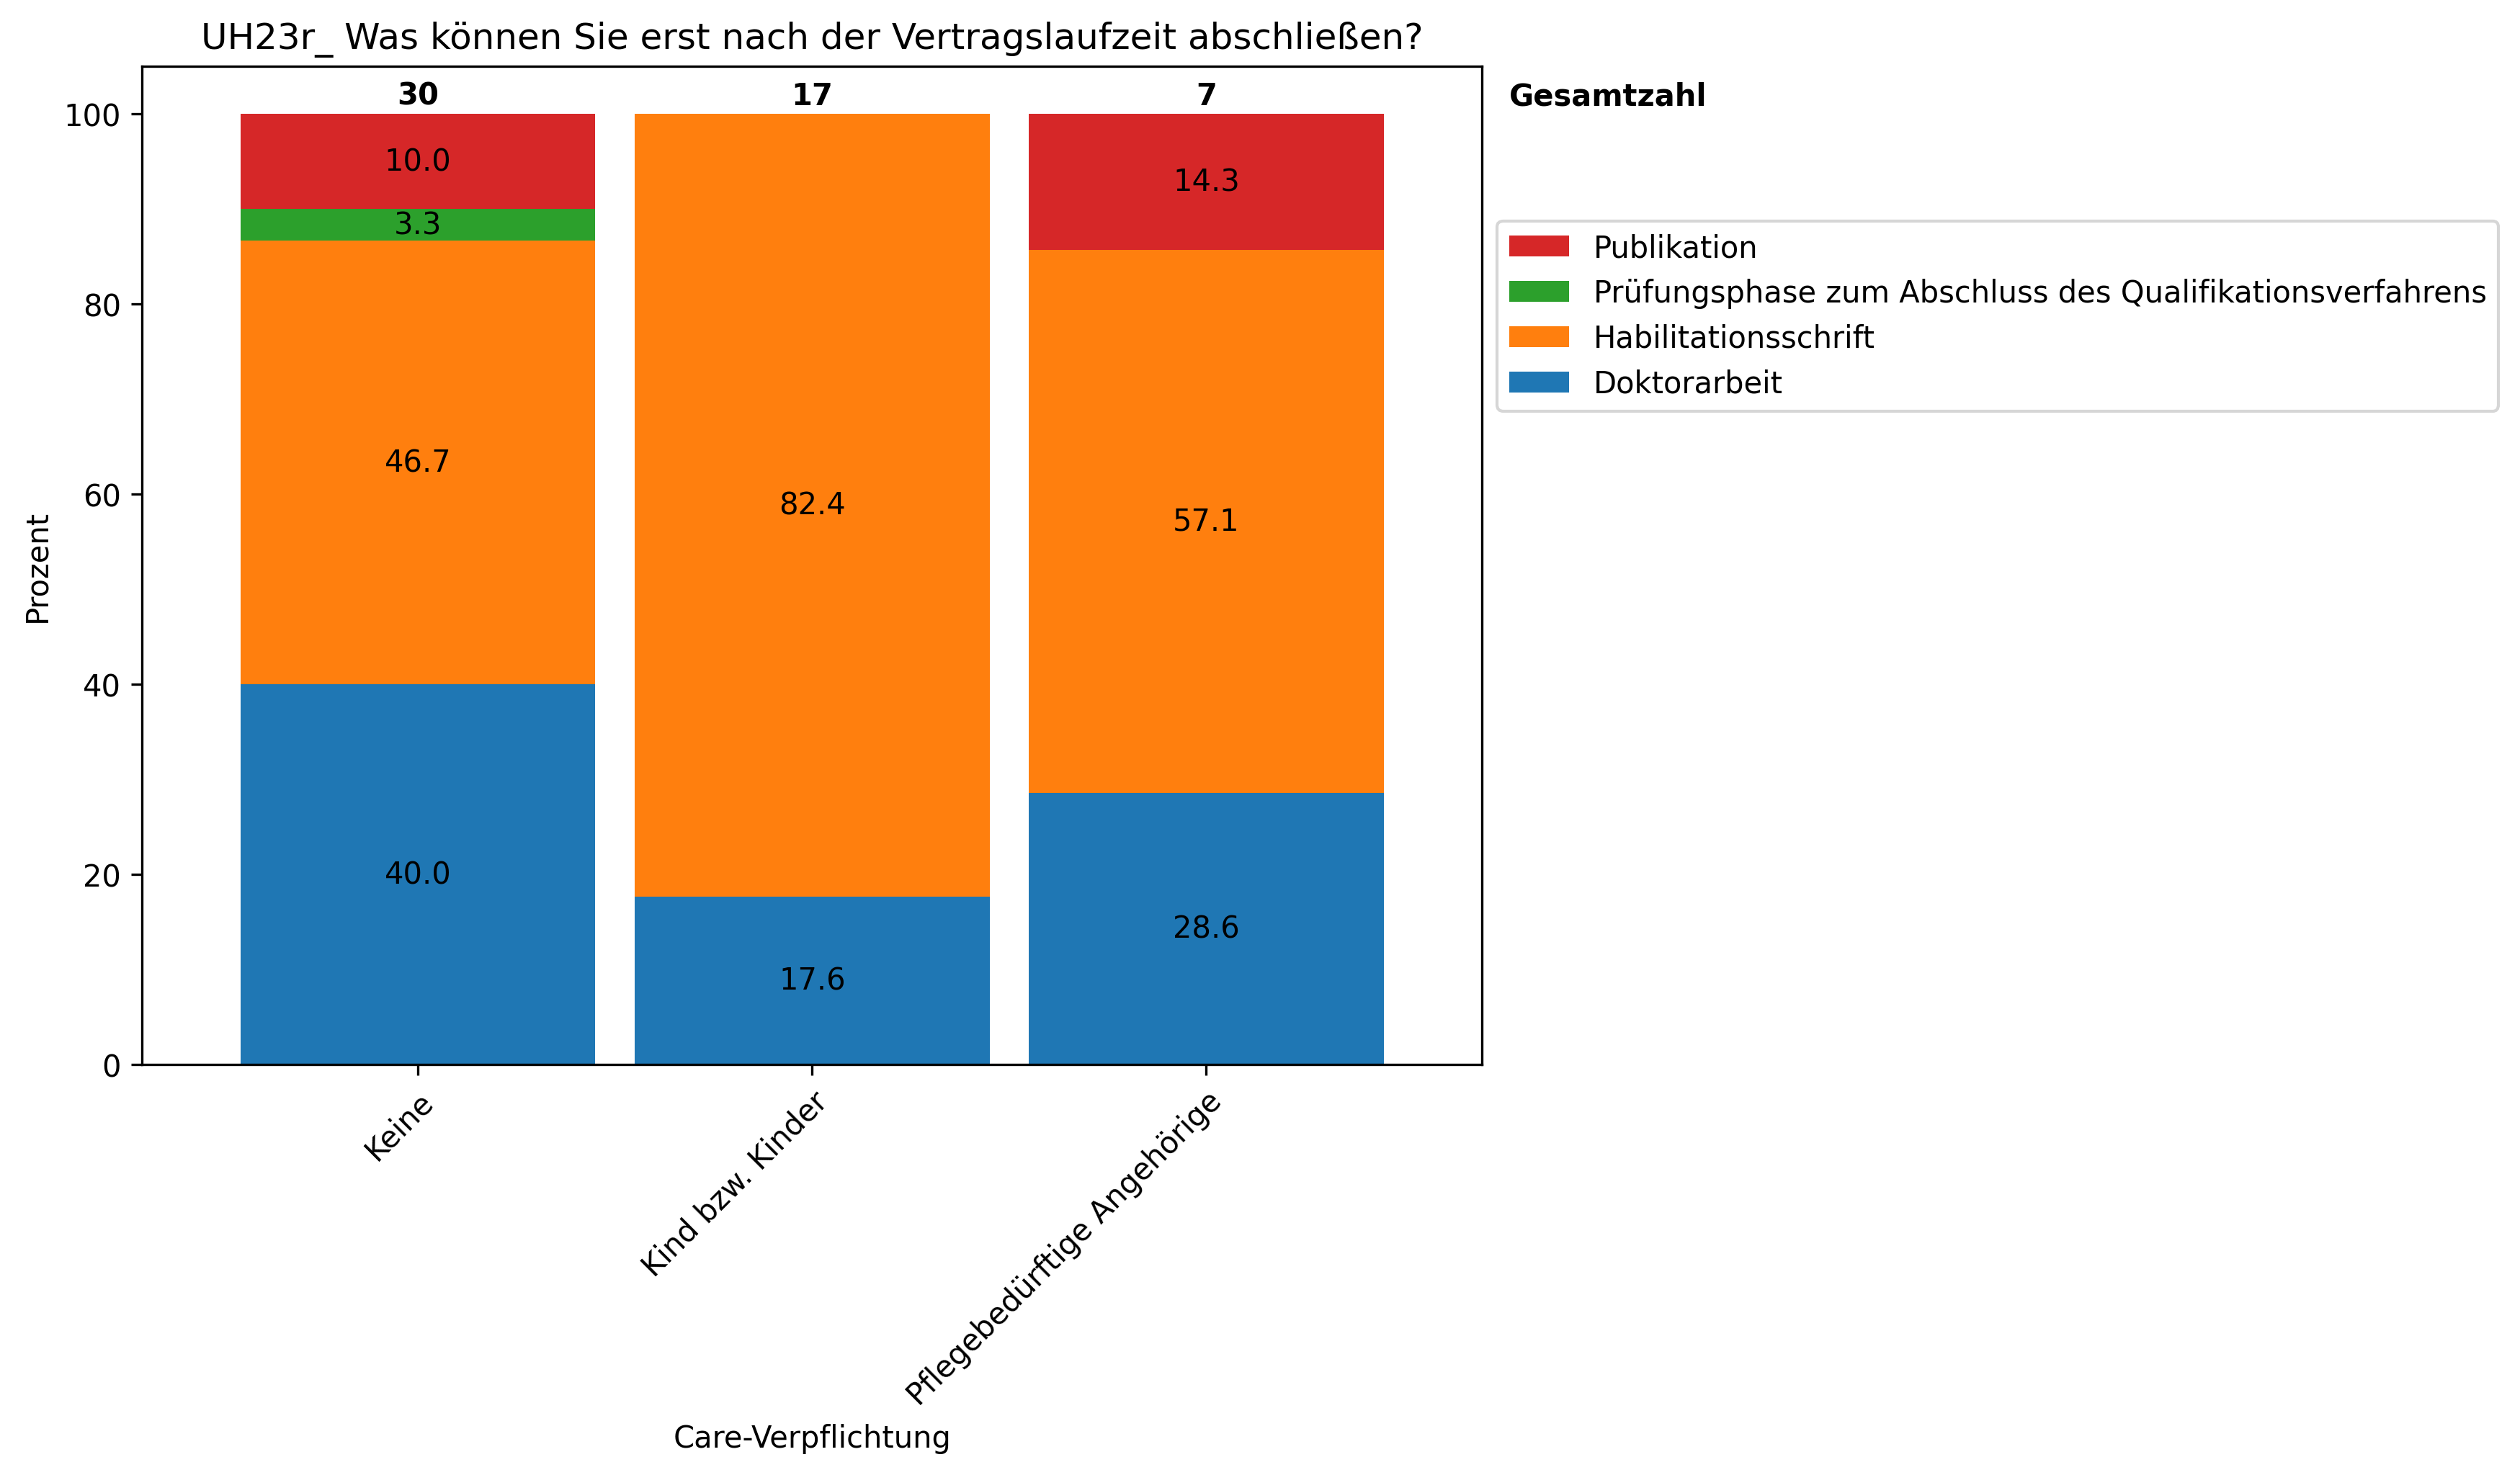 UH23r_ Was können Sie erst nach der Vertragslaufzeit abschließen?
30 17 7 Gesamtzahl
100
80
60
40
20
0
Prozent
10.0
3.3
46.7
40.0
82.4
17.6
14.3
57.1
28.6
Publikation
Prüfungsphase zum Abschluss des Qualifikationsverfahrens
Habilitationsschrift
Doktorarbeit
Keine
Kind bzw. Kinder
Pflegebedürftige Angehörige
Care-Verpflichtung